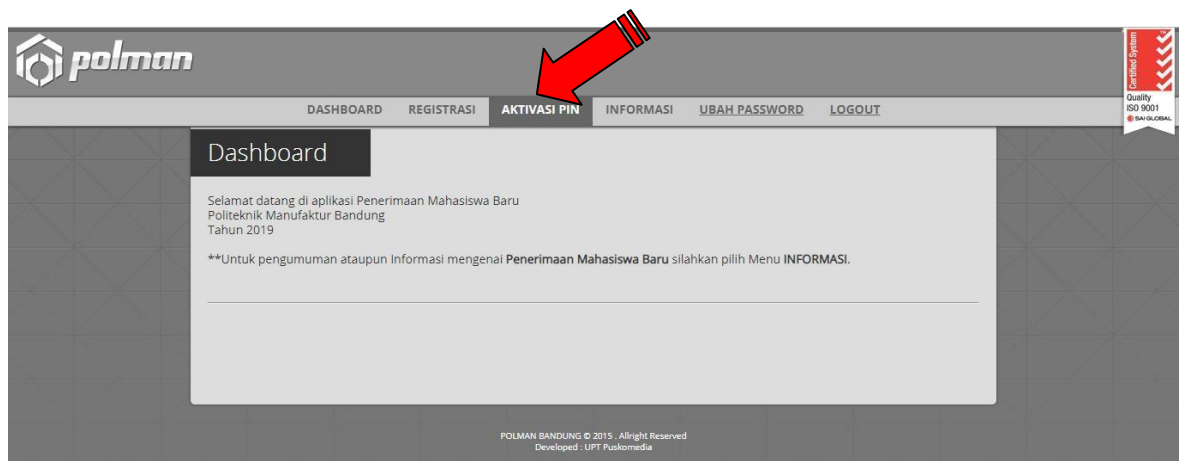 polman
Certified System
Quality
ISO 9001
SAI GLOBAL
DASHBOARD REGISTRASI AKTIVASI PIN INFORMASI UBAH PASSWORD LOGOUT
Dashboard
Selamat datang di aplikasi Penerimaan Mahasiswa Baru
Politeknik Manufaktur Bandung
Tahun 2019
**Untuk pengumuman ataupun Informasi mengenai Penerimaan Mahasiswa Baru silahkan pilih Menu INFORMASI.
POLMAN BANDUNG © 2015 . Allright Reserved
Developed : UPT Puskomedia